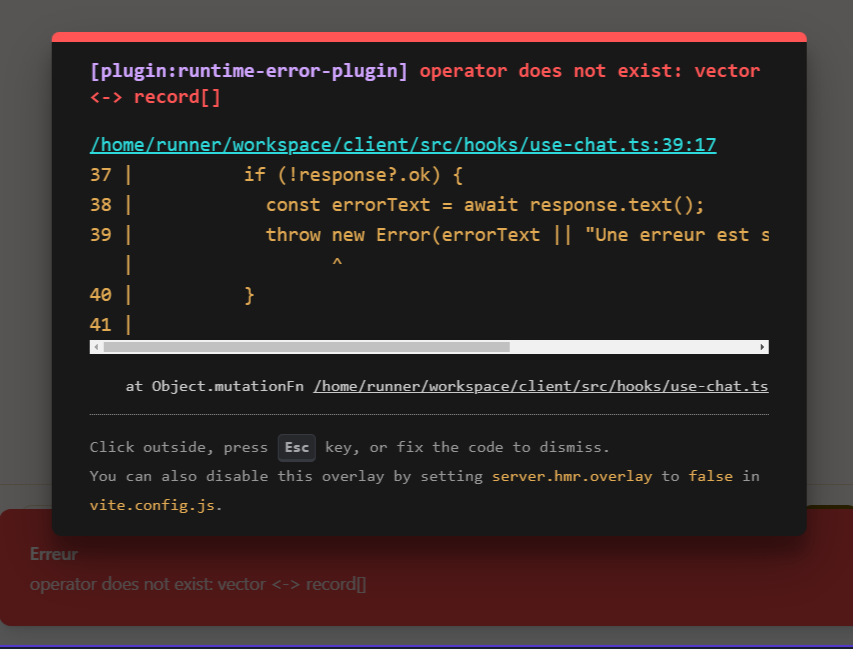 [plugin:runtime-error-plugin] operator does not exist: vector
<-> record[]
/home/runner/workspace/client/src/hooks/use-chat.ts:39:17
37 |          if (!response?.ok) {
38 |            const errorText = await response.text();
39 |            throw new Error(errorText || "Une erreur est s
   |                  ^
40 |          }
41 |
at Object.mutationFn /home/runner/workspace/client/src/hooks/use-chat.ts
Click outside, press Esc key, or fix the code to dismiss.
You can also disable this overlay by setting server.hmr.overlay to false in
vite.config.js.
Erreur
operator does not exist: vector <-> record[]